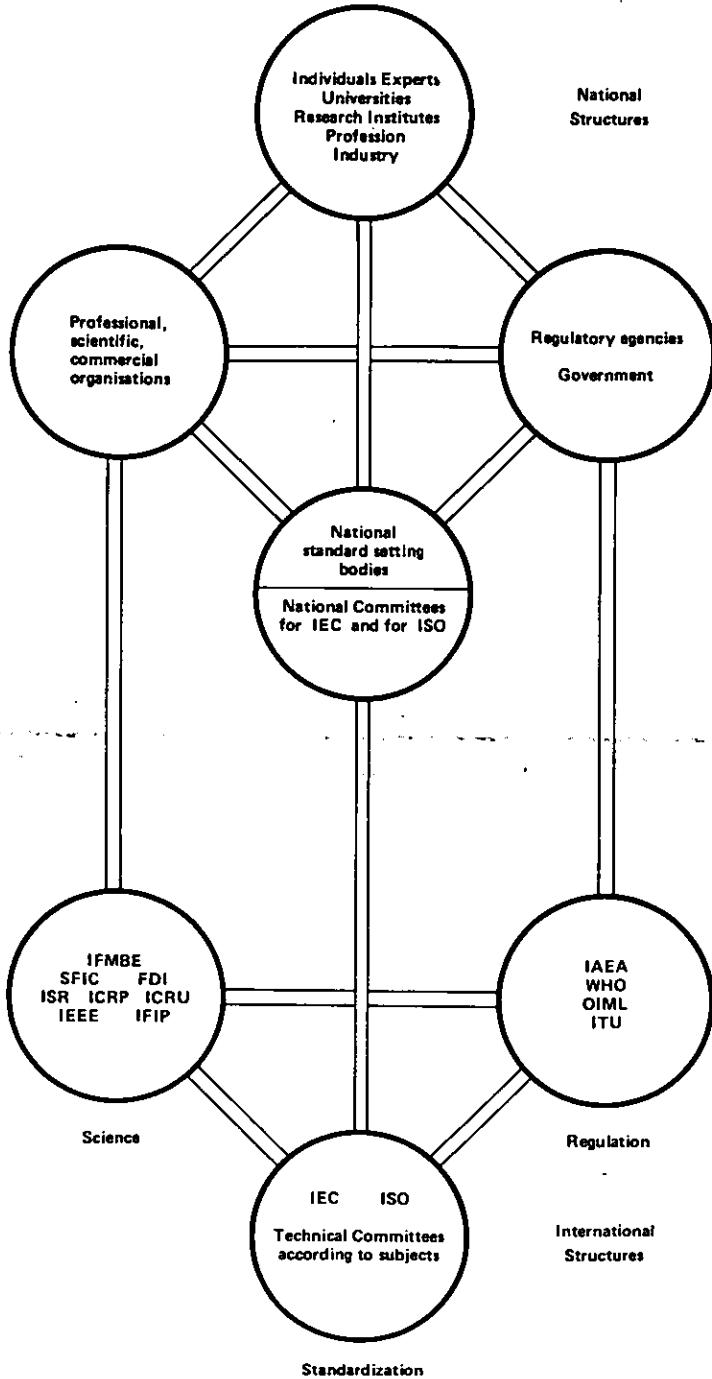 Individuals Experts
Universities
Research Institutes
Profession
Industry
National
Structures
Professional,
scientific,
commercial
organisations
Regulatory agencies
Government
National
standard setting
bodies
National Committees
for IEC and for ISO
IFMBE
SFIC FDI
ISR ICRP ICRU
IEEE IFIP
IAEA
WHO
OIML
ITU
Science
Regulation
IEC ISO
Technical Committees
according to subjects
International
Structures
Standardization